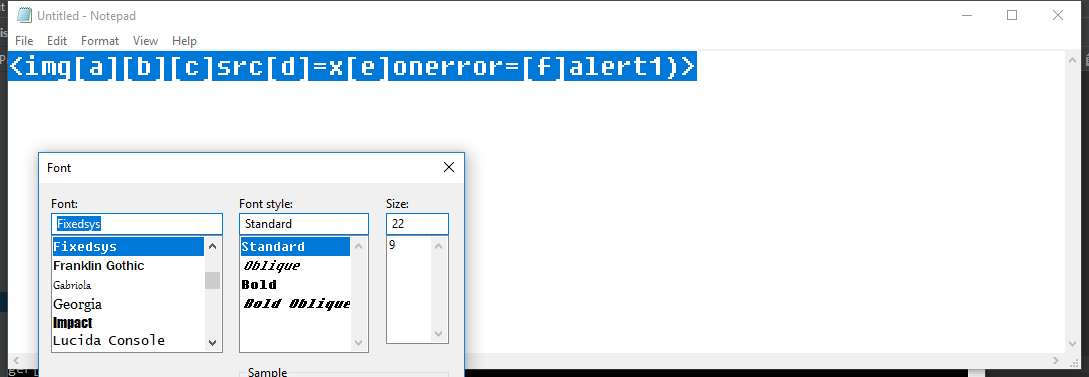 Untitled - Notepad
File Edit Format View Help
<img[a][b][c]src[d]=x[e]onerror=[f]alert1)>
Font
Font: Font style: Size:
Fixedsys Standard 22
Fixedsys Standard 9
Franklin Gothic Oblique
Gabriola Bold
Georgia Bold Oblique
Impact
Lucida Console
Sample